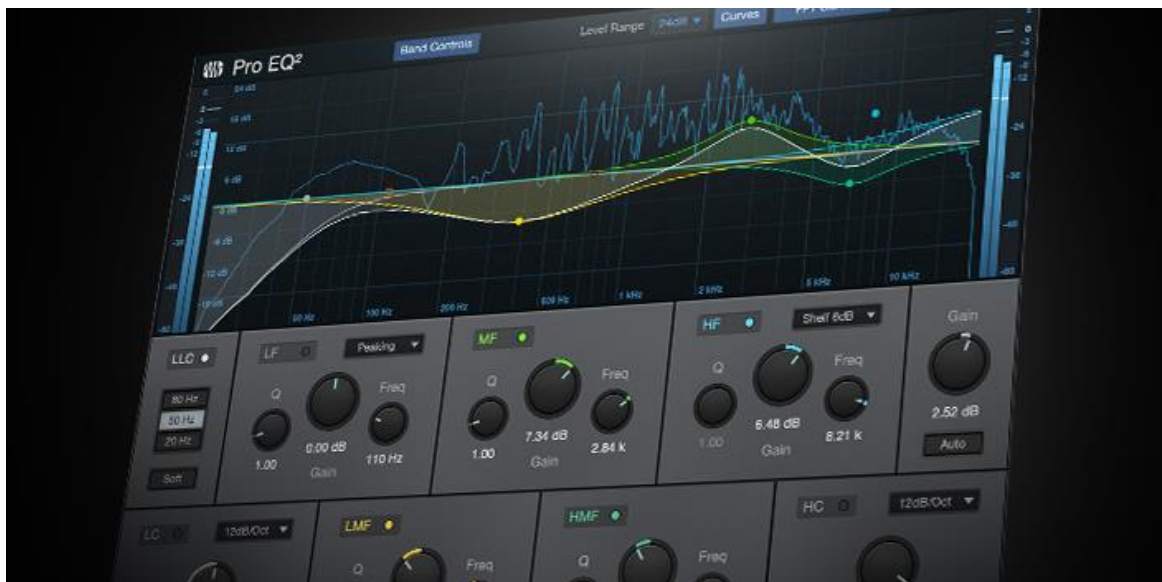 Pro EQ²
Band Controls
Level Range 24dB
Curves
24 dB
12 dB
6 dB
-6 dB
-12 dB
50 Hz
100 Hz
200 Hz
500 Hz
1 kHz
2 kHz
5 kHz
10 kHz
LLC
80 Hz
50 Hz
20 Hz
Soft
LF
Peaking
Q
Freq
1.00
0.00 dB
110 Hz
Gain
MF
Q
Freq
1.00
7.34 dB
2.84 k
Gain
HF
Shelf 6dB
Q
Freq
1.00
6.48 dB
8.21 k
Gain
Gain
2.52 dB
Auto
LC
12dB/Oct
LMF
Q
Freq
HMF
Q
Freq
HC
12dB/Oct